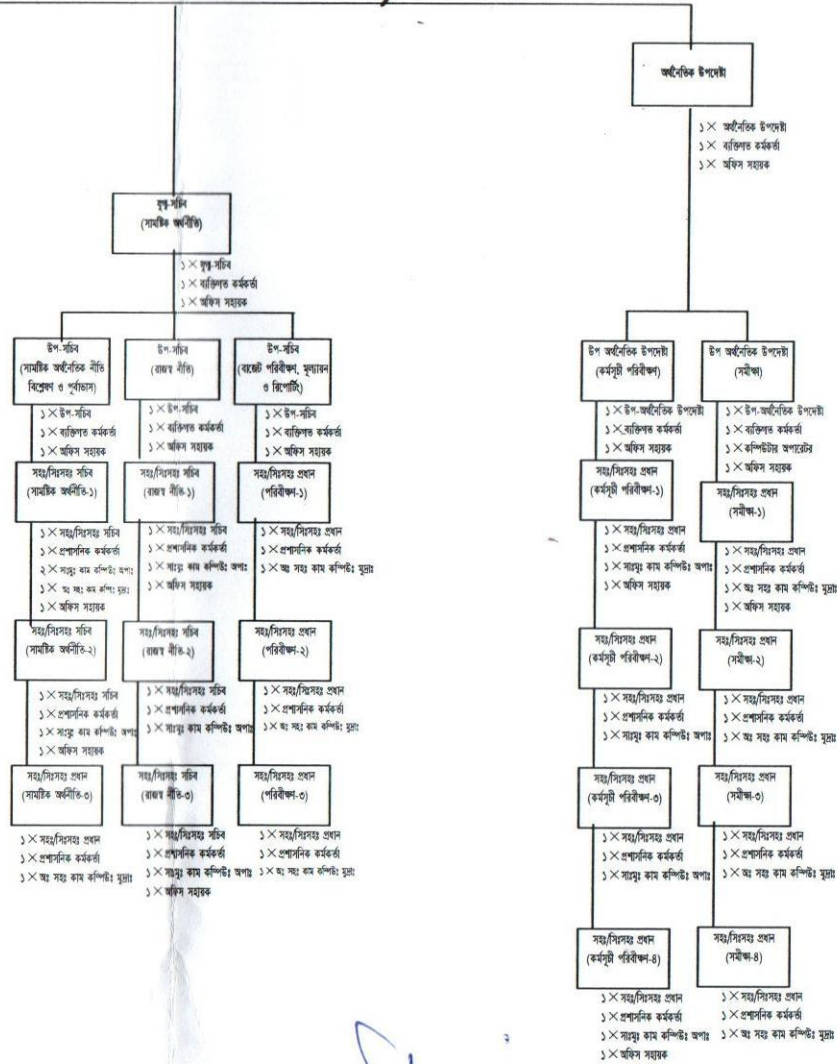 অর্থনৈতিক উপদেষ্টা
১ × অর্থনৈতিক উপদেষ্টা
১ × ব্যক্তিগত কর্মকর্তা
১ × অফিস সহায়ক
যুগ্ম-সচিব
(সামষ্টিক অর্থনীতি)
১ × যুগ্ম-সচিব
১ × ব্যক্তিগত কর্মকর্তা
১ × অফিস সহায়ক
উপ-সচিব
(সামষ্টিক অর্থনৈতিক নীতি
বিশ্লেষণ ও পূর্বাভাস)
১ × উপ-সচিব
১ × ব্যক্তিগত কর্মকর্তা
১ × অফিস সহায়ক
সহঃ/সিঃসহঃ সচিব
(সামষ্টিক অর্থনীতি-১)
১ × সহঃ/সিঃসহঃ সচিব
১ × প্রশাসনিক কর্মকর্তা
২ × সাঃমুঃ কাম কম্পিউঃ অপাঃ
১ × অঃ সহঃ কাম কম্পিঃ মুদ্রাঃ
১ × অফিস সহায়ক
সহঃ/সিঃসহঃ সচিব
(সামষ্টিক অর্থনীতি-২)
১ × সহঃ/সিঃসহঃ সচিব
১ × প্রশাসনিক কর্মকর্তা
১ × সাঃমুঃ কাম কম্পিউঃ অপাঃ
১ × অফিস সহায়ক
সহঃ/সিঃসহঃ প্রধান
(সামষ্টিক অর্থনীতি-৩)
১ × সহঃ/সিঃসহঃ প্রধান
১ × প্রশাসনিক কর্মকর্তা
১ × অঃ সহঃ কাম কম্পিউঃ মুদ্রাঃ
উপ-সচিব
(রাজস্ব নীতি)
১ × উপ-সচিব
১ × ব্যক্তিগত কর্মকর্তা
১ × অফিস সহায়ক
সহঃ/সিঃসহঃ সচিব
(রাজস্ব নীতি-১)
১ × সহঃ/সিঃসহঃ সচিব
১ × প্রশাসনিক কর্মকর্তা
১ × সাঃমুঃ কাম কম্পিউঃ অপাঃ
১ × অফিস সহায়ক
সহঃ/সিঃসহঃ সচিব
(রাজস্ব নীতি-২)
১ × সহঃ/সিঃসহঃ সচিব
১ × প্রশাসনিক কর্মকর্তা
১ × সাঃমুঃ কাম কম্পিউঃ অপাঃ
সহঃ/সিঃসহঃ সচিব
(রাজস্ব নীতি-৩)
১ × সহঃ/সিঃসহঃ সচিব
১ × প্রশাসনিক কর্মকর্তা
১ × সাঃমুঃ কাম কম্পিউঃ অপাঃ
১ × অফিস সহায়ক
উপ-সচিব
(বাজেট পরিবীক্ষণ, মূল্যায়ন
ও রিপোর্টিং)
১ × উপ-সচিব
১ × ব্যক্তিগত কর্মকর্তা
১ × অফিস সহায়ক
সহঃ/সিঃসহঃ প্রধান
(পরিবীক্ষণ-১)
১ × সহঃ/সিঃসহঃ প্রধান
১ × প্রশাসনিক কর্মকর্তা
১ × অঃ সহঃ কাম কম্পিউঃ মুদ্রাঃ
সহঃ/সিঃসহঃ প্রধান
(পরিবীক্ষণ-২)
১ × সহঃ/সিঃসহঃ প্রধান
১ × প্রশাসনিক কর্মকর্তা
১ × অঃ সহঃ কাম কম্পিউঃ মুদ্রাঃ
সহঃ/সিঃসহঃ প্রধান
(পরিবীক্ষণ-৩)
১ × সহঃ/সিঃসহঃ প্রধান
১ × প্রশাসনিক কর্মকর্তা
১ × অঃ সহঃ কাম কম্পিউঃ মুদ্রাঃ
উপ অর্থনৈতিক উপদেষ্টা
(কর্মসূচী পরিবীক্ষণ)
১ × উপ-অর্থনৈতিক উপদেষ্টা
১ × ব্যক্তিগত কর্মকর্তা
১ × অফিস সহায়ক
সহঃ/সিঃসহঃ প্রধান
(কর্মসূচী পরিবীক্ষণ-১)
১ × সহঃ/সিঃসহঃ প্রধান
১ × প্রশাসনিক কর্মকর্তা
১ × সাঃমুঃ কাম কম্পিউঃ অপাঃ
১ × অফিস সহায়ক
সহঃ/সিঃসহঃ প্রধান
(কর্মসূচী পরিবীক্ষণ-২)
১ × সহঃ/সিঃসহঃ প্রধান
১ × প্রশাসনিক কর্মকর্তা
১ × সাঃমুঃ কাম কম্পিউঃ অপাঃ
সহঃ/সিঃসহঃ প্রধান
(কর্মসূচী পরিবীক্ষণ-৩)
১ × সহঃ/সিঃসহঃ প্রধান
১ × প্রশাসনিক কর্মকর্তা
১ × সাঃমুঃ কাম কম্পিউঃ অপাঃ
সহঃ/সিঃসহঃ প্রধান
(কর্মসূচী পরিবীক্ষণ-৪)
১ × সহঃ/সিঃসহঃ প্রধান
১ × প্রশাসনিক কর্মকর্তা
১ × সাঃমুঃ কাম কম্পিউঃ অপাঃ
১ × অফিস সহায়ক
উপ অর্থনৈতিক উপদেষ্টা
(সমীক্ষা)
১ × উপ-অর্থনৈতিক উপদেষ্টা
১ × ব্যক্তিগত কর্মকর্তা
১ × কম্পিউটার অপারেটর
১ × অফিস সহায়ক
সহঃ/সিঃসহঃ প্রধান
(সমীক্ষা-১)
১ × সহঃ/সিঃসহঃ প্রধান
১ × প্রশাসনিক কর্মকর্তা
১ × অঃ সহঃ কাম কম্পিউঃ মুদ্রাঃ
১ × অফিস সহায়ক
সহঃ/সিঃসহঃ প্রধান
(সমীক্ষা-২)
১ × সহঃ/সিঃসহঃ প্রধান
১ × প্রশাসনিক কর্মকর্তা
১ × অঃ সহঃ কাম কম্পিউঃ মুদ্রাঃ
সহঃ/সিঃসহঃ প্রধান
(সমীক্ষা-৩)
১ × সহঃ/সিঃসহঃ প্রধান
১ × প্রশাসনিক কর্মকর্তা
১ × অঃ সহঃ কাম কম্পিউঃ মুদ্রাঃ
সহঃ/সিঃসহঃ প্রধান
(সমীক্ষা-৪)
১ × সহঃ/সিঃসহঃ প্রধান
১ × প্রশাসনিক কর্মকর্তা
১ × অঃ সহঃ কাম কম্পিউঃ মুদ্রাঃ